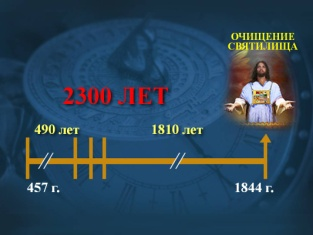 ОЧИЩЕНИЕ
СВЯТИЛИЩА
2300 ЛЕТ
490 лет
1810 лет
457 г.
1844 г.